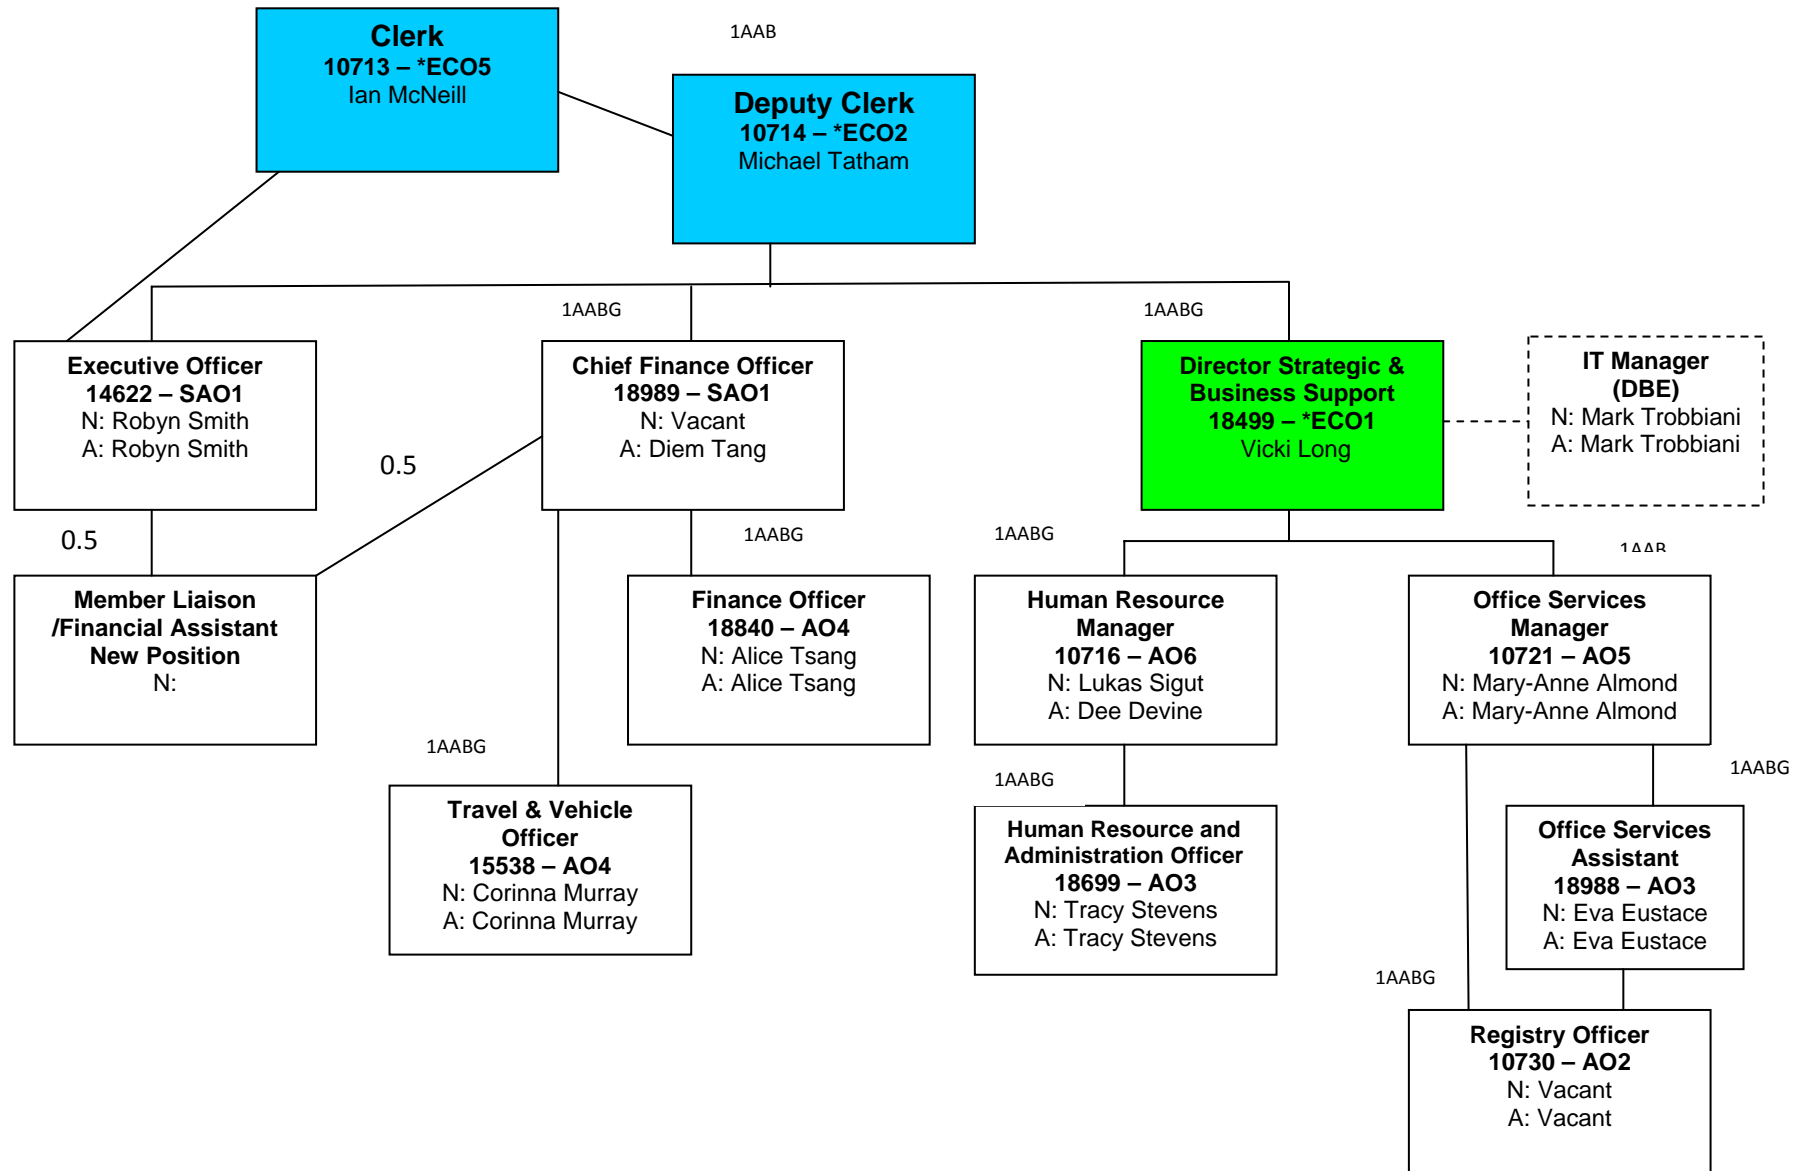 Clerk
10713 – *ECO5
Ian McNeill
1AAB
Deputy Clerk
10714 – *ECO2
Michael Tatham
1AABG
1AABG
Executive Officer
14622 – SAO1
N: Robyn Smith
A: Robyn Smith
Chief Finance Officer
18989 – SAO1
N: Vacant
A: Diem Tang
Director Strategic &
Business Support
18499 – *ECO1
Vicki Long
IT Manager
(DBE)
N: Mark Trobbiani
A: Mark Trobbiani
0.5
0.5
1AABG
1AABG
1AAB
Member Liaison
/Financial Assistant
New Position
N:
Finance Officer
18840 – AO4
N: Alice Tsang
A: Alice Tsang
Human Resource
Manager
10716 – AO6
N: Lukas Sigut
A: Dee Devine
Office Services
Manager
10721 – AO5
N: Mary-Anne Almond
A: Mary-Anne Almond
1AABG
1AABG
1AABG
Travel & Vehicle
Officer
15538 – AO4
N: Corinna Murray
A: Corinna Murray
Human Resource and
Administration Officer
18699 – AO3
N: Tracy Stevens
A: Tracy Stevens
Office Services
Assistant
18988 – AO3
N: Eva Eustace
A: Eva Eustace
1AABG
Registry Officer
10730 – AO2
N: Vacant
A: Vacant